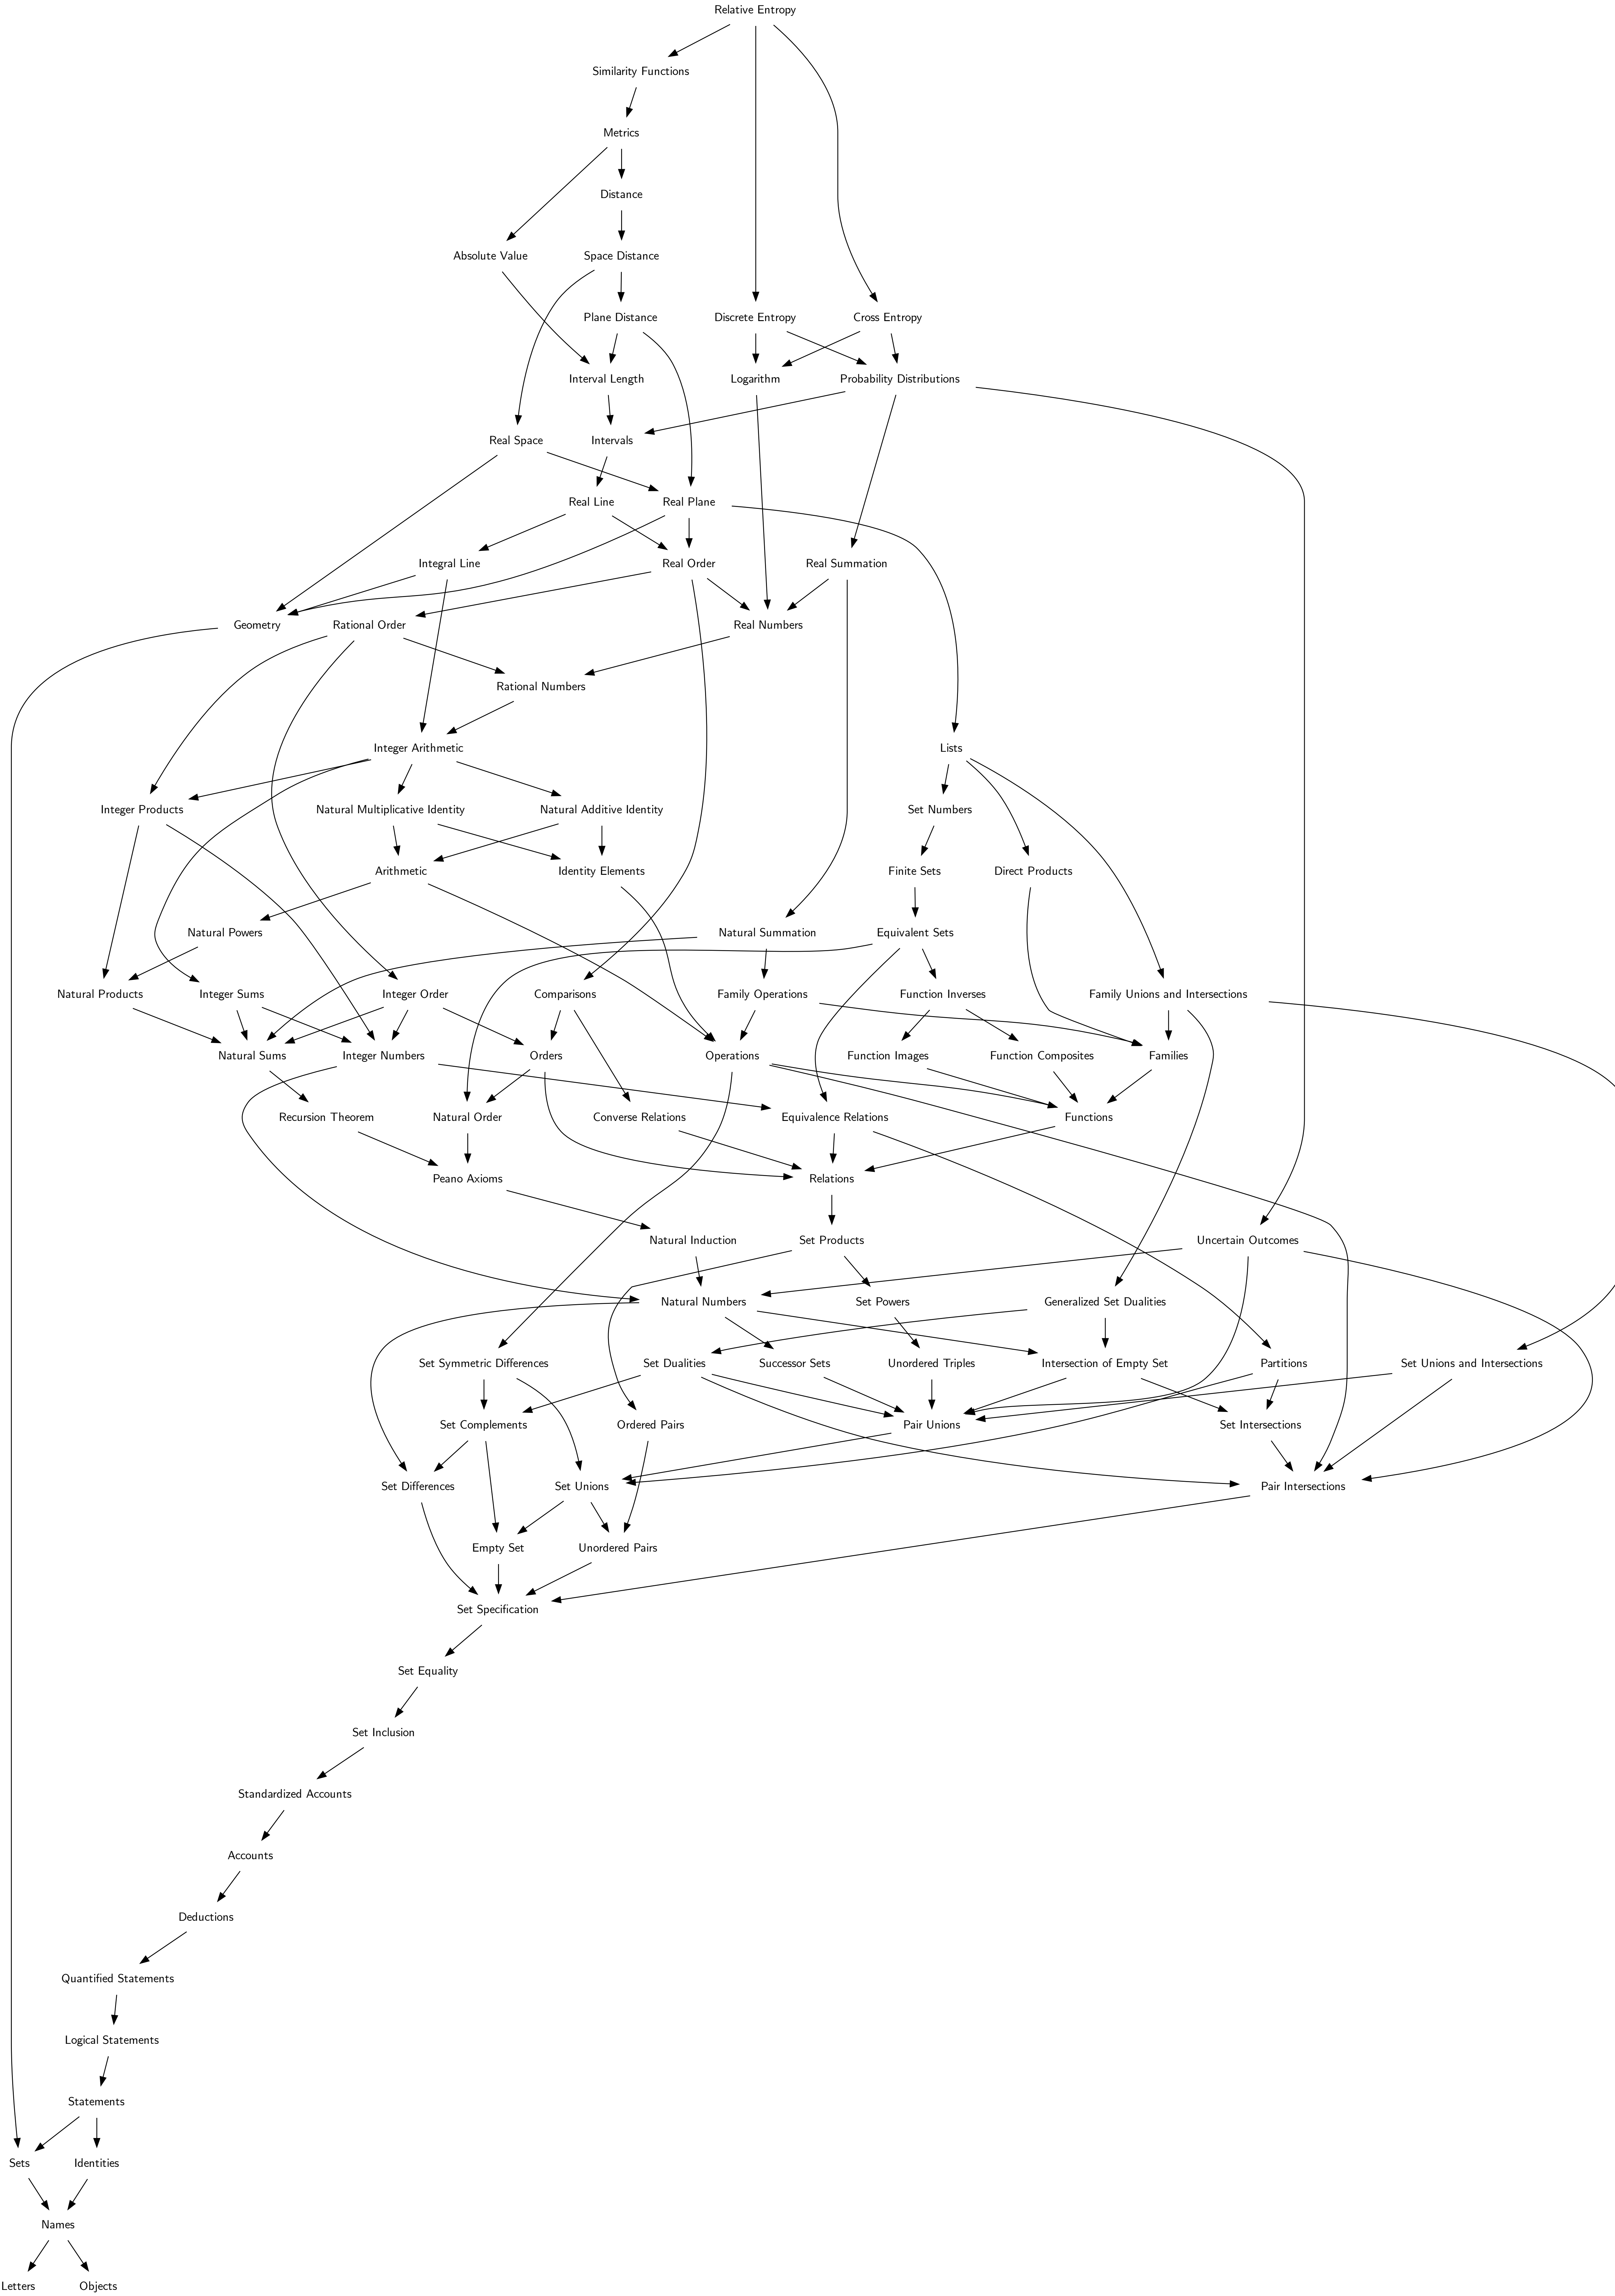 Relative Entropy
Similarity Functions
Metrics
Distance
Absolute Value
Space Distance
Plane Distance
Discrete Entropy
Cross Entropy
Interval Length
Logarithm
Probability Distributions
Real Space
Intervals
Real Line
Real Plane
Integral Line
Real Order
Real Summation
Geometry
Rational Order
Real Numbers
Rational Numbers
Integer Arithmetic
Lists
Integer Products
Natural Multiplicative Identity
Natural Additive Identity
Set Numbers
Arithmetic
Identity Elements
Finite Sets
Direct Products
Natural Powers
Natural Summation
Equivalent Sets
Natural Products
Integer Sums
Integer Order
Comparisons
Family Operations
Function Inverses
Family Unions and Intersections
Natural Sums
Integer Numbers
Orders
Operations
Function Images
Function Composites
Families
Recursion Theorem
Natural Order
Converse Relations
Equivalence Relations
Functions
Peano Axioms
Relations
Natural Induction
Set Products
Uncertain Outcomes
Natural Numbers
Set Powers
Generalized Set Dualities
Set Symmetric Differences
Set Dualities
Successor Sets
Unordered Triples
Intersection of Empty Set
Partitions
Set Unions and Intersections
Set Complements
Ordered Pairs
Pair Unions
Set Intersections
Set Differences
Set Unions
Pair Intersections
Empty Set
Unordered Pairs
Set Specification
Set Equality
Set Inclusion
Standardized Accounts
Accounts
Deductions
Quantified Statements
Logical Statements
Statements
Sets
Identities
Names
Letters
Objects